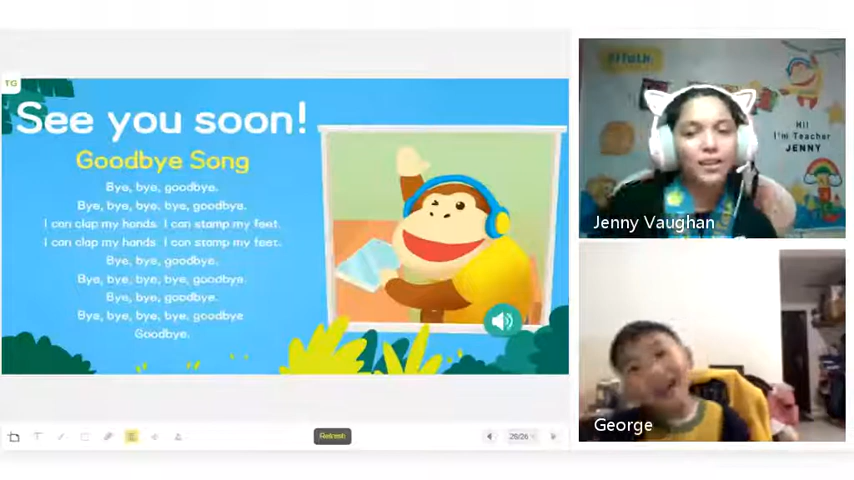 TG
See you soon!
Goodbye Song
Bye, bye, goodbye.
Bye, bye, bye, bye, goodbye.
I can clap my hands. I can stamp my feet.
I can clap my hands. I can stamp my feet.
Bye, bye, goodbye.
Bye, bye, bye, bye, goodbye.
Bye, bye, goodbye.
Bye, bye, bye, bye, goodbye
Goodbye.
Refresh
26/26
Hi!
I'm Teacher
JENNY
Jenny Vaughan
George